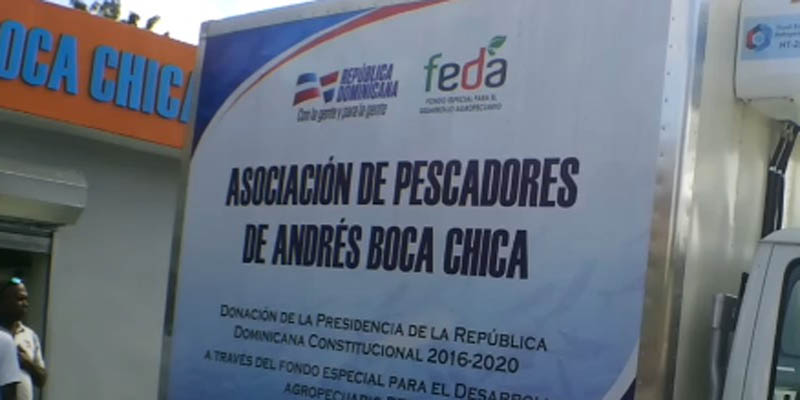 BOCA CHICA
REPÚBLICA
DOMINICANA
Con la gente y para la gente
feda
FONDO ESPECIAL PARA EL
DESARROLLO AGROPECUARIO
ASOCIACIÓN DE PESCADORES
DE ANDRÉS BOCA CHICA
DONACIÓN DE LA PRESIDENCIA DE LA REPÚBLICA
DOMINICANA CONSTITUCIONAL 2016-2020
A TRAVÉS DEL FONDO ESPECIAL PARA EL DESARROLL
AGROPECUARIO